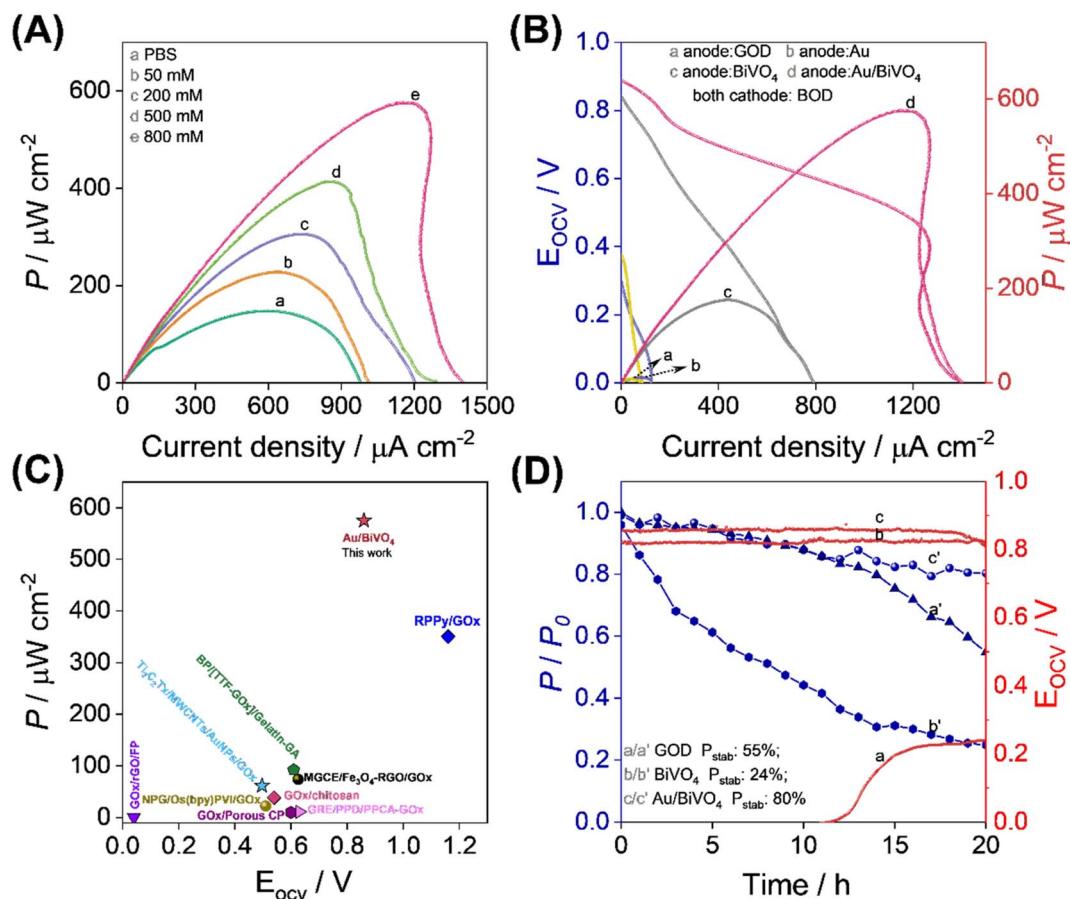 (A)
a PBS
b 50 mM
c 200 mM
d 500 mM
e 800 mM
600
400
200
0
P / μW cm-2
a
b
c
d
e
0 300 600 900 1200 1500
Current density / μA cm-2
(B)
a anode:GOD b anode:Au
c anode:BiVO4 d anode:Au/BiVO4
both cathode: BOD
1.0
0.8
0.6
0.4
0.2
0.0
EOCV / V
d
c
a
b
600
400
200
0
P / μW cm-2
0 400 800 1200
Current density / μA cm-2
(C)
600
500
400
300
200
100
0
P / μW cm-2
Au/BiVO4
This work
RPPy/GOx
BP/[TTF-GOx]/Gelatin-GA
Ti3C2Tx/MWCNTs/AuNPs/GOx
GOx/rGO/FP
MGCE/Fe3O4-RGO/GOx
GOx/chitosan
NPG/Os(bpy)PVI/GOx
GOx/Porous CP
GRE/PPD/PPCA-GOx
0.0 0.2 0.4 0.6 0.8 1.0 1.2
Eocv / V
(D)
1.0
0.8
0.6
0.4
0.2
0.0
P / P0
c
b
c'
a'
b'
a
a/a' GOD Pstab: 55%;
b/b' BiVO4 Pstab: 24%;
c/c' Au/BiVO4 Pstab: 80%
1.0
0.8
0.6
0.4
0.2
0.0
EOCV / V
0 5 10 15 20
Time / h